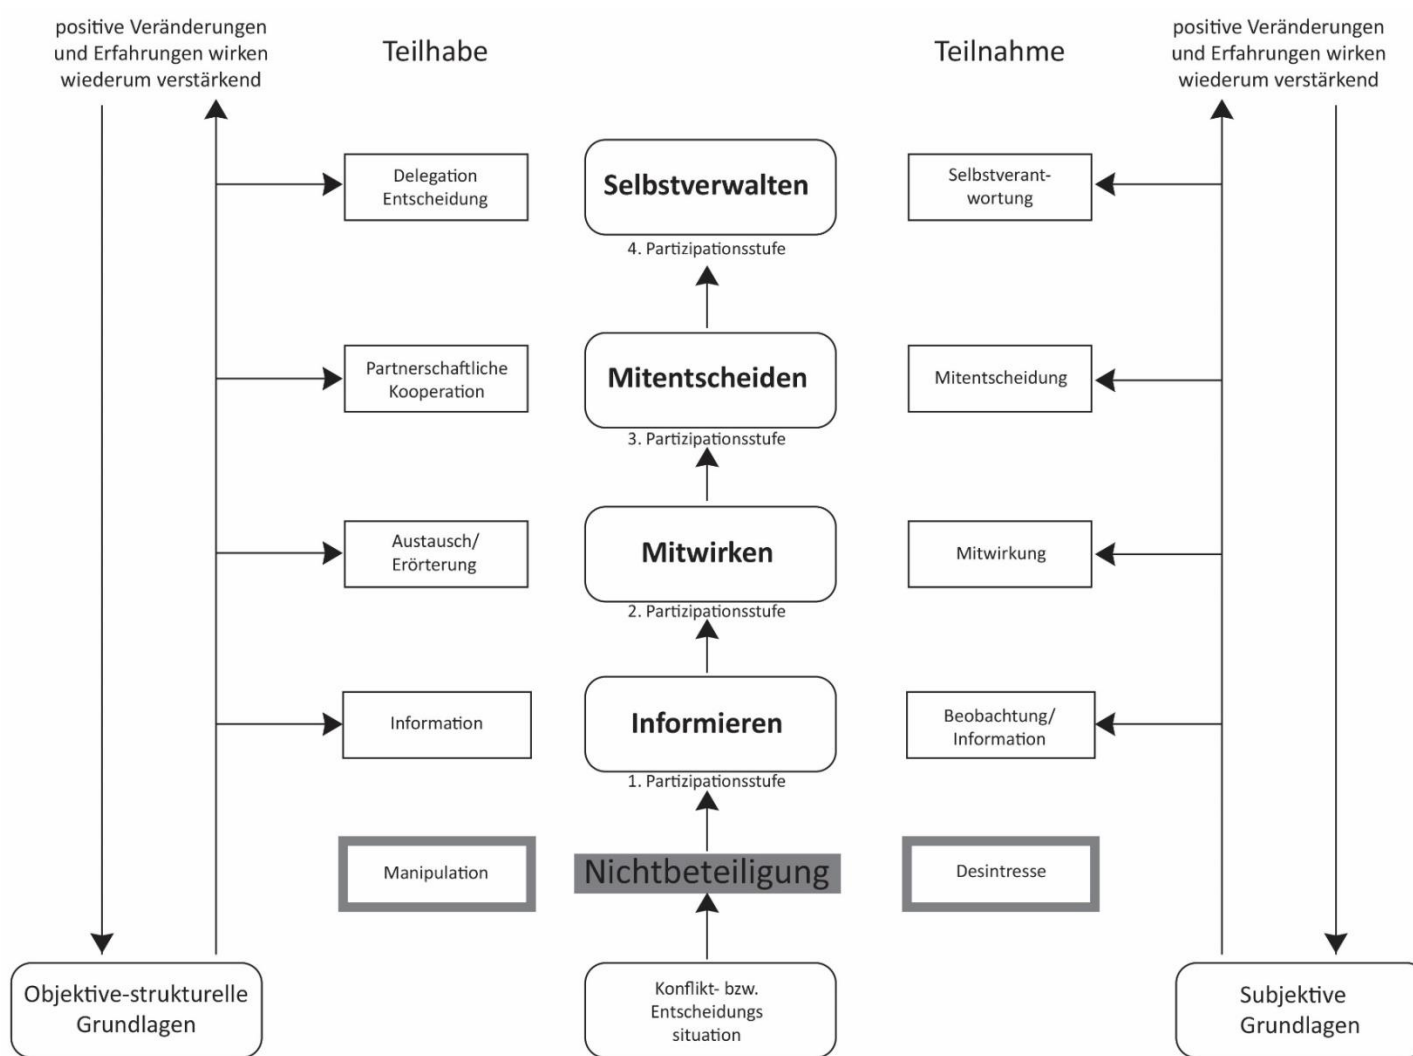 positive Veränderungen
und Erfahrungen wirken
wiederum verstärkend
Teilhabe
Teilnahme
positive Veränderungen
und Erfahrungen wirken
wiederum verstärkend
Delegation
Entscheidung
Selbstverwalten
4. Partizipationsstufe
Selbstverant-
wortung
Partnerschaftliche
Kooperation
Mitentscheiden
3. Partizipationsstufe
Mitentscheidung
Austausch/
Erörterung
Mitwirken
2. Partizipationsstufe
Mitwirkung
Information
Informieren
1. Partizipationsstufe
Beobachtung/
Information
Manipulation
Nichtbeteiligung
Desintresse
Objektive-strukturelle
Grundlagen
Konflikt- bzw.
Entscheidungs
situation
Subjektive
Grundlagen